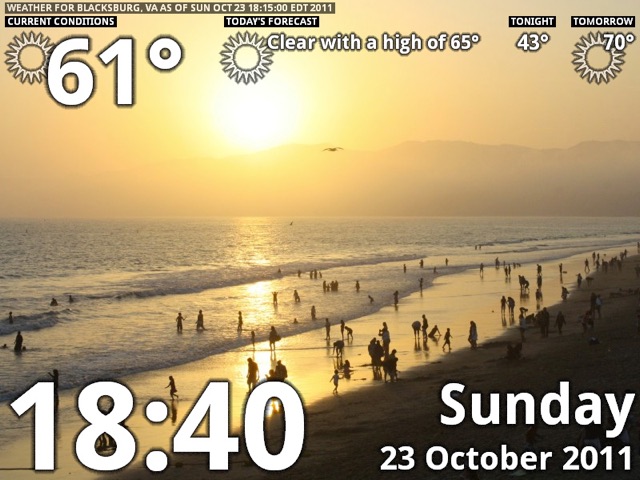 WEATHER FOR BLACKSBURG, VA AS OF SUN OCT 23 18:15:00 EDT 2011
CURRENT CONDITIONS
61°
TODAY'S FORECAST
Clear with a high of 65°
TONIGHT
43°
TOMORROW
70°
18:40
Sunday
23 October 2011